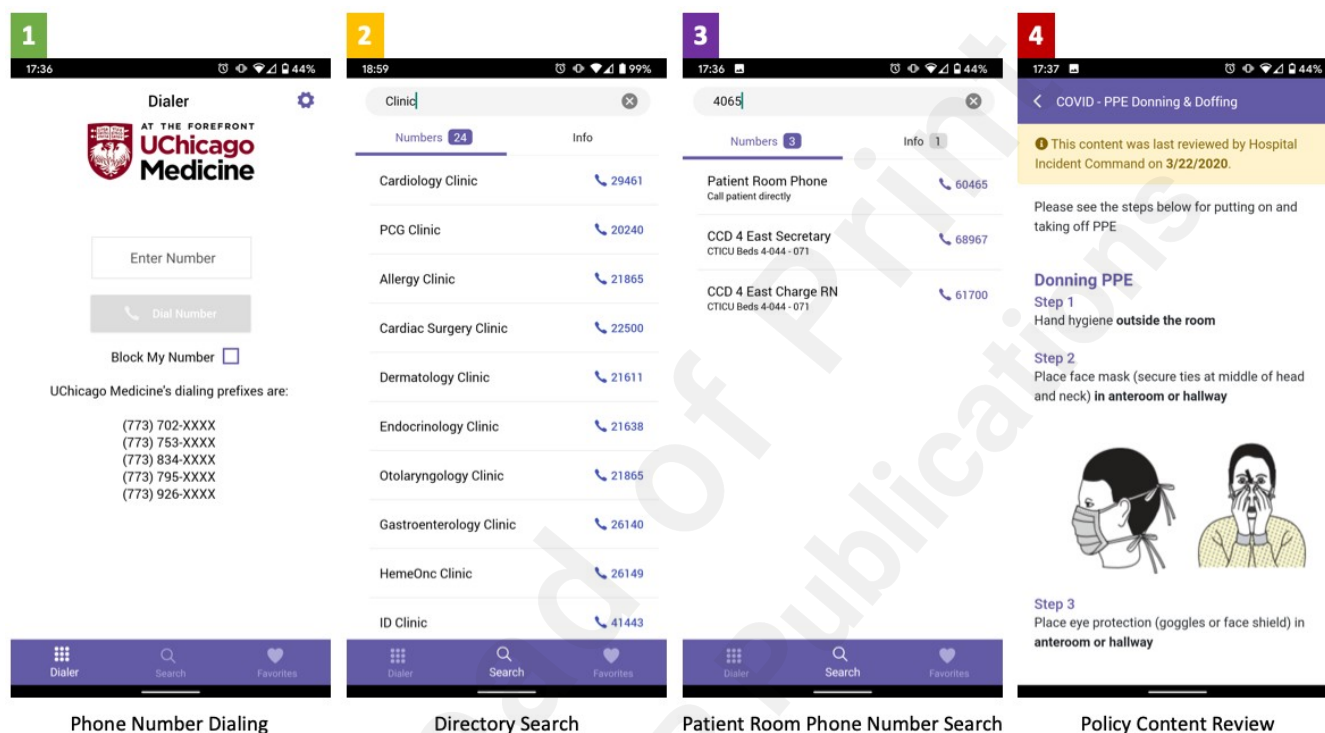 1
17:36
44%
Dialer
AT THE FOREFRONT
UChicago
Medicine
Enter Number
Dial Number
Block My Number
UChicago Medicine's dialing prefixes are:
(773) 702-XXXX
(773) 753-XXXX
(773) 834-XXXX
(773) 795-XXXX
(773) 926-XXXX
Dialer
Search
Favorites
Phone Number Dialing
2
18:59
99%
Clinic
Numbers 24
Info
Cardiology Clinic 29461
PCG Clinic 20240
Allergy Clinic 21865
Cardiac Surgery Clinic 22500
Dermatology Clinic 21611
Endocrinology Clinic 21638
Otolaryngology Clinic 21865
Gastroenterology Clinic 26140
HemeOnc Clinic 26149
ID Clinic 41443
Dialer
Search
Favorites
Directory Search
3
17:36
44%
4065
Numbers 3
Info 1
Patient Room Phone 60465
Call patient directly
CCD 4 East Secretary 68967
CTICU Beds 4-044 - 071
CCD 4 East Charge RN 61700
CTICU Beds 4-044 - 071
Dialer
Search
Favorites
Patient Room Phone Number Search
4
17:37
44%
COVID - PPE Donning & Doffing
This content was last reviewed by Hospital
Incident Command on 3/22/2020.
Please see the steps below for putting on and
taking off PPE
Donning PPE
Step 1
Hand hygiene outside the room
Step 2
Place face mask (secure ties at middle of head
and neck) in anteroom or hallway
Step 3
Place eye protection (goggles or face shield) in
anteroom or hallway
Policy Content Review